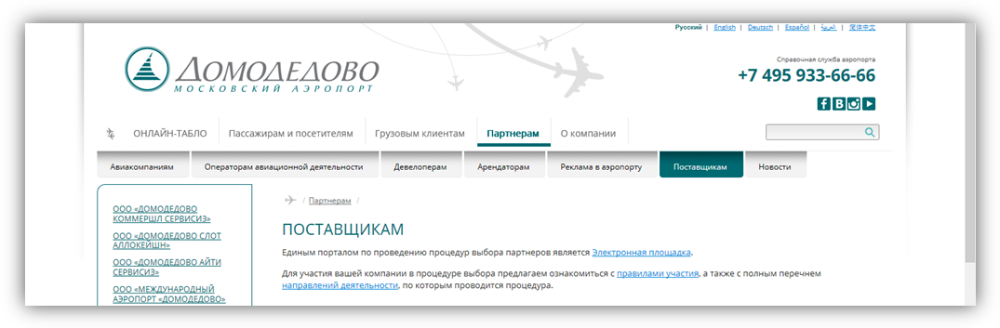 Русский | English | Deutsch | Español | العربية | 简体中文
ДОМОДЕДОВО
МОСКОВСКИЙ АЭРОПОРТ
Справочная служба аэропорта
+7 495 933-66-66
ОНЛАЙН-ТАБЛО Пассажирам и посетителям Грузовым клиентам Партнерам О компании
Авиакомпаниям Операторам авиационной деятельности Девелоперам Арендаторам Реклама в аэропорту Поставщикам Новости
ООО «ДОМОДЕДОВО
КОММЕРШЛ СЕРВИСИЗ»
ООО «ДОМОДЕДОВО СЛОТ
АЛЛОКЕЙШН»
ООО «ДОМОДЕДОВО АЙТИ
СЕРВИСИЗ»
ООО «МЕЖДУНАРОДНЫЙ
АЭРОПОРТ «ДОМОДЕДОВО»
/ Партнерам /
ПОСТАВЩИКАМ
Единым порталом по проведению процедур выбора партнеров является Электронная площадка.
Для участия вашей компании в процедуре выбора предлагаем ознакомиться с правилами участия, а также с полным перечнем
направлений деятельности, по которым проводится процедура.